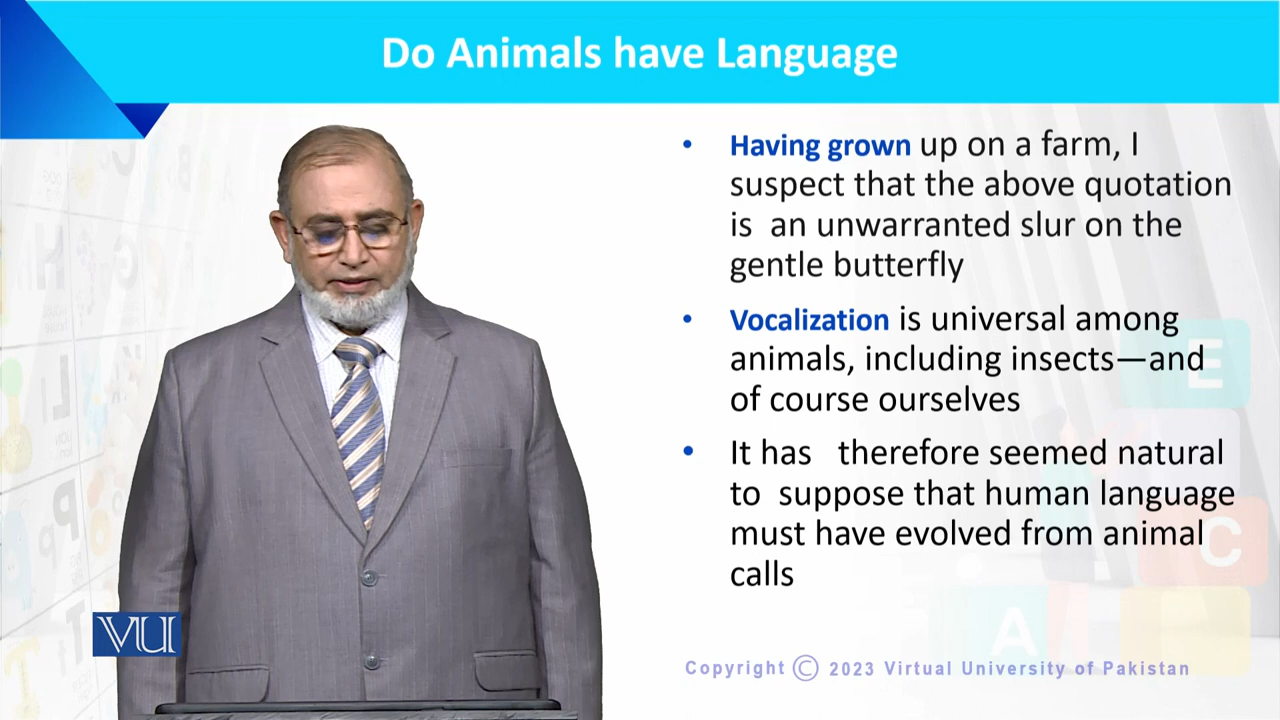 Do Animals have Language
• Having grown up on a farm, I
suspect that the above quotation
is an unwarranted slur on the
gentle butterfly
• Vocalization is universal among
animals, including insects—and
of course ourselves
• It has therefore seemed natural
to suppose that human language
must have evolved from animal
calls
VU
Copyright © 2023 Virtual University of Pakistan
E
C
A